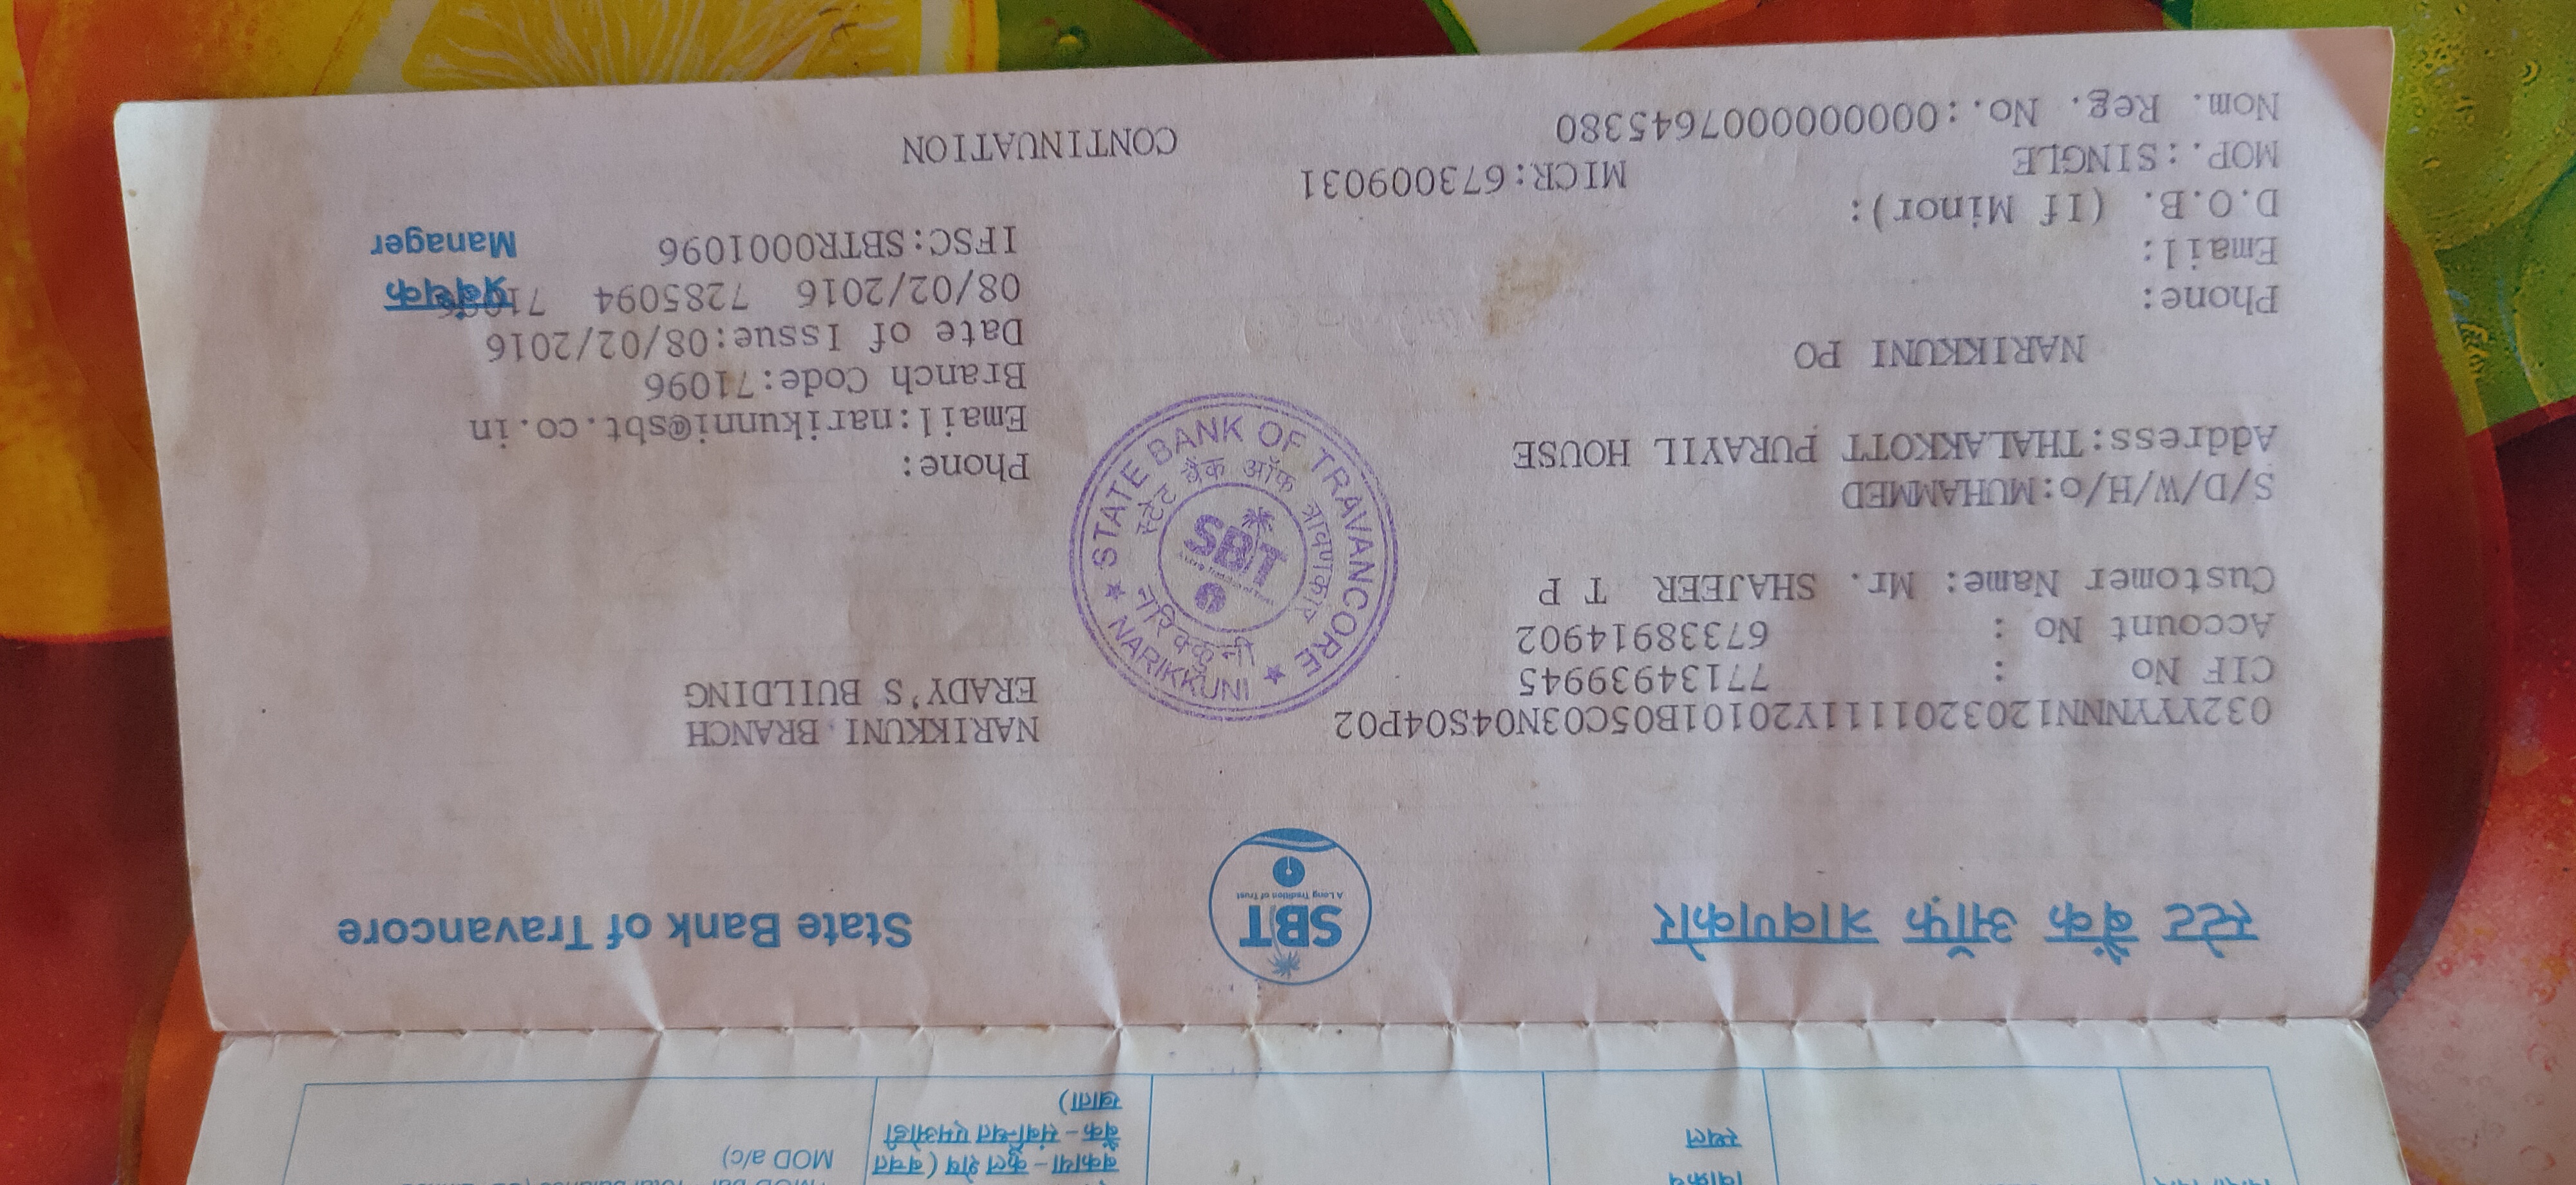 विक्रय
स्थल
बकाया – कुल शेष ( बचत
बैंक – संबन्धित एमओडी
खाता )
MOD a/c)
स्टेट बैंक ऑफ़ त्रावणकोर
SBT
A Long Tradition of Trust
State Bank of Travancore
032YYYNNN1203201111Y20101B05C03N04S04P02
CIF No : 77134939945
Account No : 67338914902
Customer Name: Mr. SHAJEER T P
S/D/W/H/o:MUHAMMED
Address:THALAKKOTT PURAYIL HOUSE
NARIKKUNI PO
Phone:
Email:
D.O.B. (If Minor):
MOP.:SINGLE
MICR:673009031
Nom. Reg. No.:0000000007645380
STATE BANK OF TRAVANCORE ★ NARIKKUNI ★
स्टेट बैंक ऑफ त्रावणकोर
SBT
NARIKKUNI BRANCH
ERADY'S BUILDING
Phone:
Email:narikunni@sbt.co.in
Branch Code:71096
Date of Issue:08/02/2016
08/02/2016 7285094
प्रबंधक
IFSC:SBTR0001096
Manager
CONTINUATION